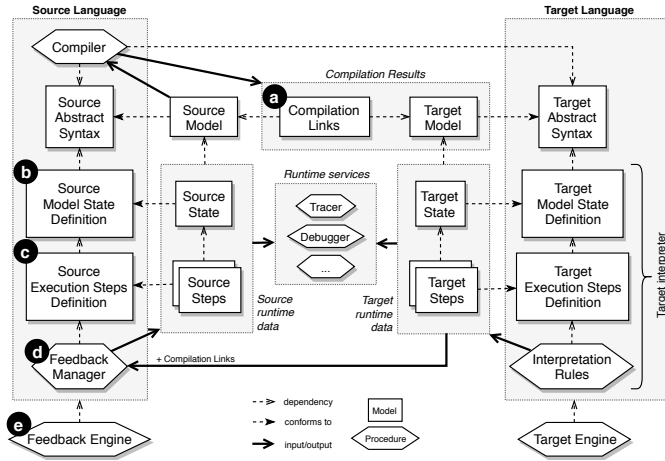 Source Language
Target Language
Compiler
Compilation Results
a
Source
Abstract
Syntax
Source
Model
Compilation
Links
Target
Model
Target
Abstract
Syntax
b
Source
Model State
Definition
Source
State
Runtime services
Tracer
Debugger
...
Target
State
Target
Model State
Definition
c
Source
Execution Steps
Definition
Source
Steps
Source
runtime
data
Target
runtime
data
Target
Steps
Target
Execution Steps
Definition
Target interpreter
d
Feedback
Manager
+ Compilation Links
Interpretation
Rules
e
Feedback Engine
dependency
conforms to
input/output
Model
Procedure
Target Engine